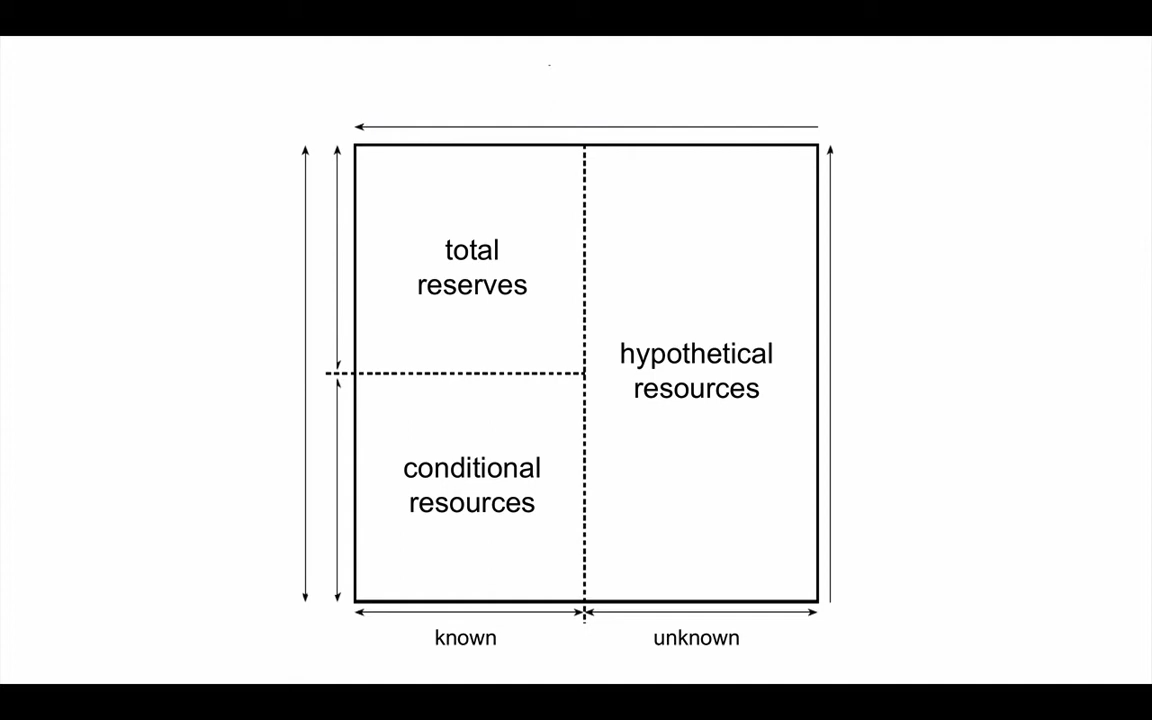 total
reserves
hypothetical
resources
conditional
resources
known
unknown